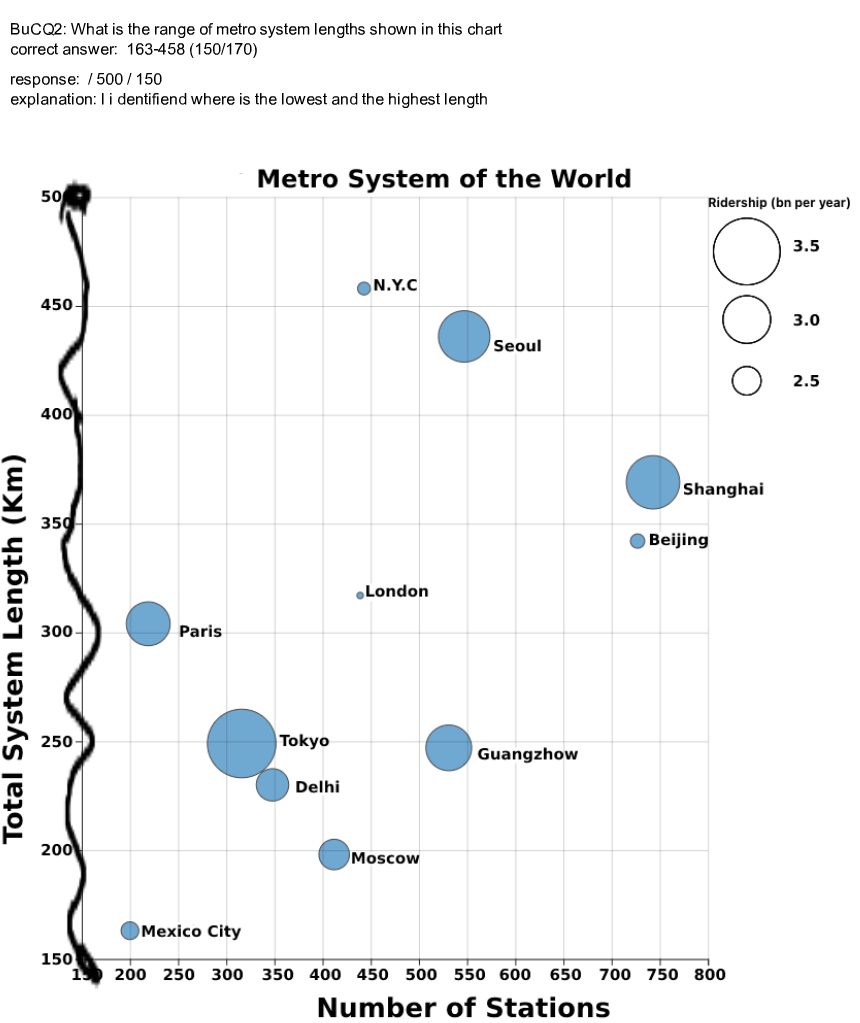 BuCQ2: What is the range of metro system lengths shown in this chart
correct answer:  163-458 (150/170)
response:  / 500 / 150
explanation: I i dentifiend where is the lowest and the highest length
Metro System of the World
Ridership (bn per year)
3.5
3.0
2.5
Total System Length (Km)
50
450
400
350
300
250
200
150
N.Y.C
Seoul
Shanghai
Beijing
London
Paris
Tokyo
Guangzhow
Delhi
Moscow
Mexico City
150 200 250 300 350 400 450 500 550 600 650 700 750 800
Number of Stations